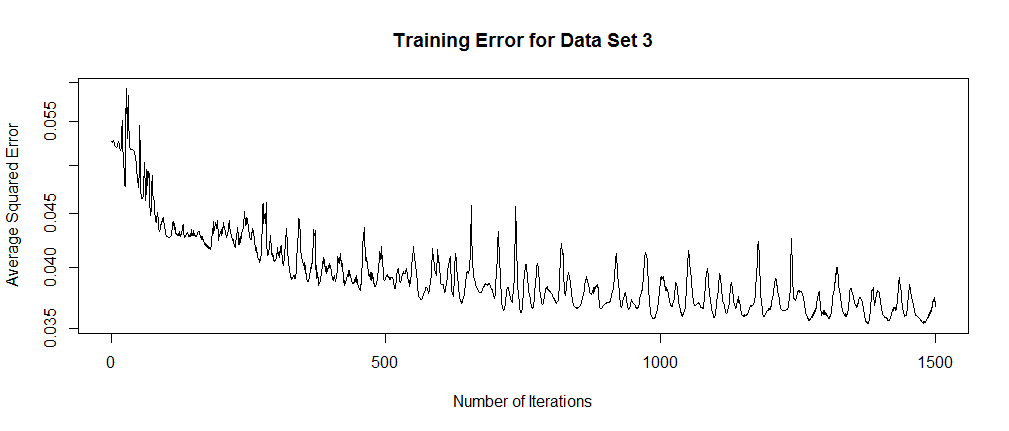 Training Error for Data Set 3
Average Squared Error
0.055
0.045
0.040
0.035
0
500
1000
1500
Number of Iterations